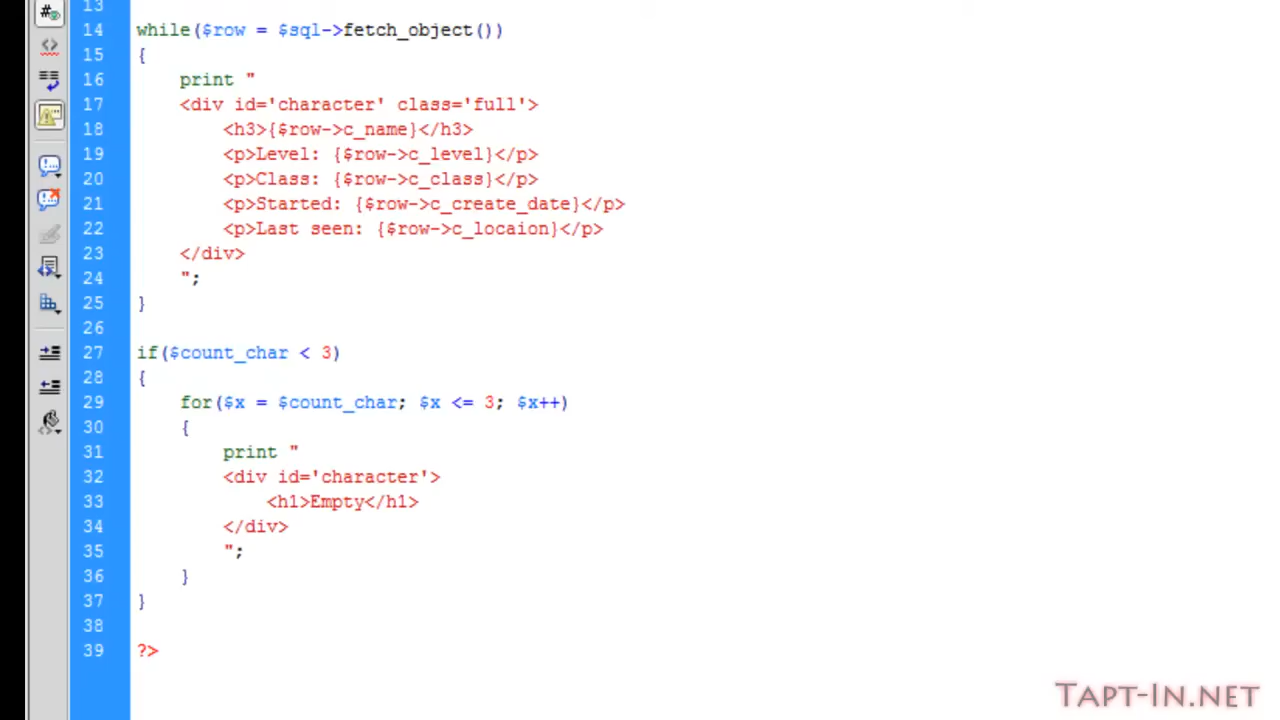 13
14 while($row = $sql->fetch_object())
15 {
16     print "
17     <div id='character' class='full'>
18         <h3>{$row->c_name}</h3>
19         <p>Level: {$row->c_level}</p>
20         <p>Class: {$row->c_class}</p>
21         <p>Started: {$row->c_create_date}</p>
22         <p>Last seen: {$row->c_locaion}</p>
23     </div>
24     ";
25 }
26
27 if($count_char < 3)
28 {
29     for($x = $count_char; $x <= 3; $x++)
30     {
31         print "
32         <div id='character'>
33             <h1>Empty</h1>
34         </div>
35         ";
36     }
37 }
38
39 ?>
TAPT-IN.NET